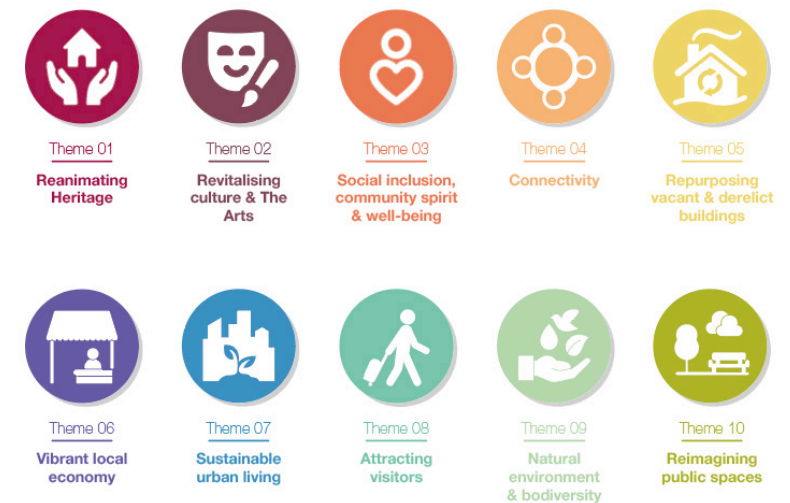 Theme 01
Reanimating
Heritage
Theme 02
Revitalising
culture & The
Arts
Theme 03
Social inclusion,
community spirit
& well-being
Theme 04
Connectivity
Theme 05
Repurposing
vacant & derelict
buildings
Theme 06
Vibrant local
economy
Theme 07
Sustainable
urban living
Theme 08
Attracting
visitors
Theme 09
Natural
environment
& bodiversity
Theme 10
Reimagining
public spaces